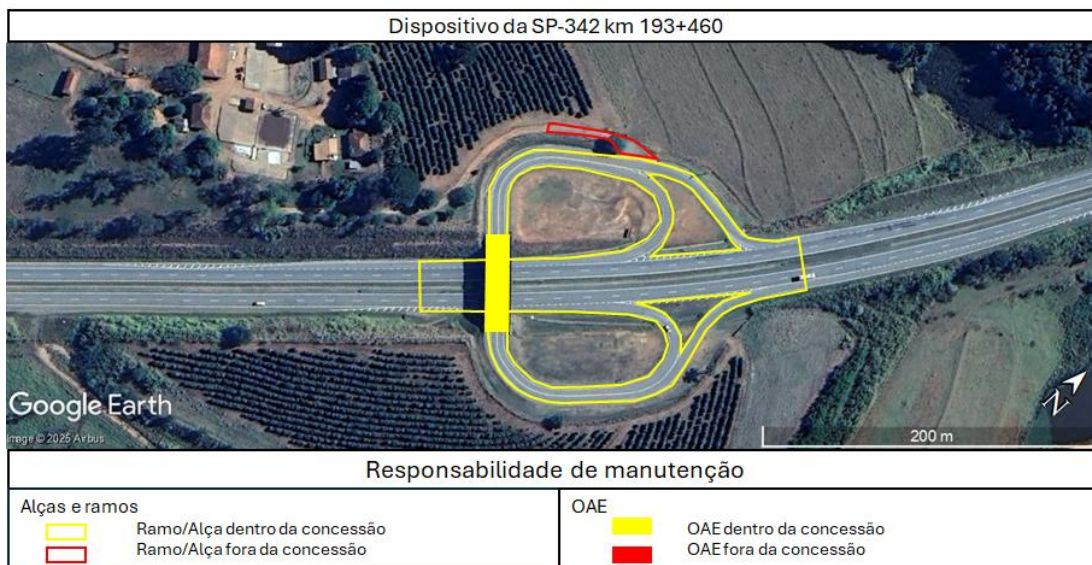 Dispositivo da SP-342 km 193+460
N
Google Earth
Image © 2025 Airbus
200 m
Responsabilidade de manutenção
Alças e ramos
Ramo/Alça dentro da concessão
Ramo/Alça fora da concessão
OAE
OAE dentro da concessão
OAE fora da concessão